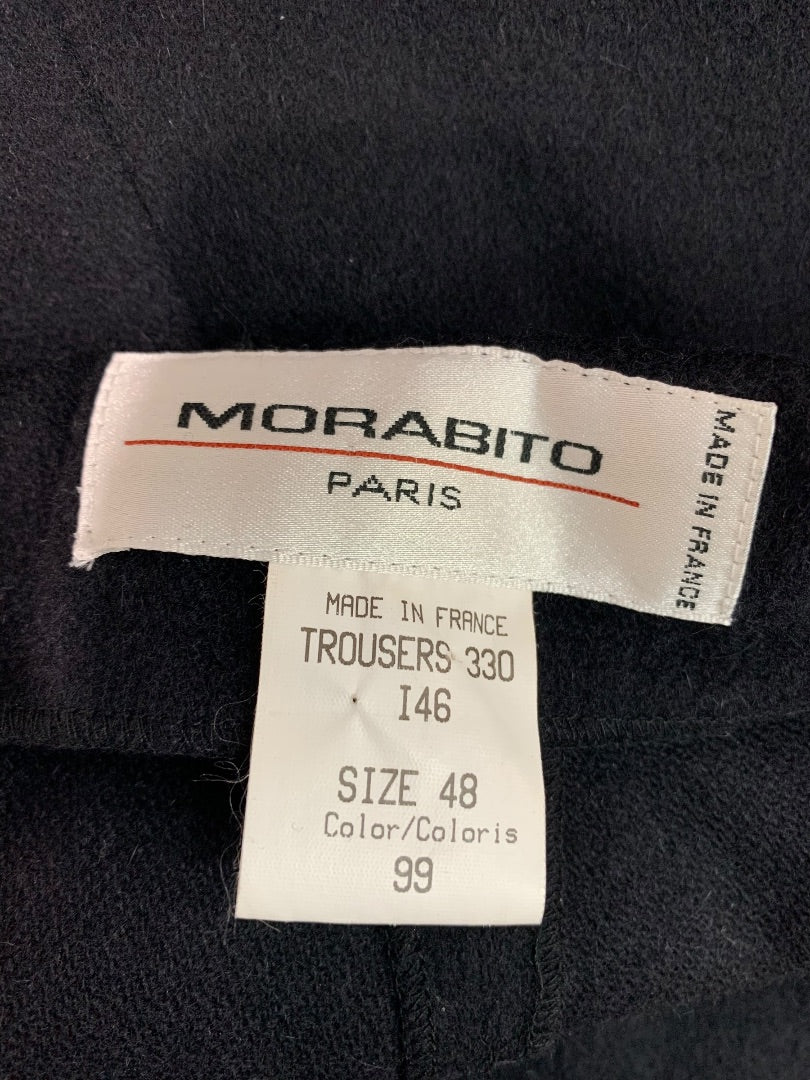 MORABITO
PARIS
MADE IN FRANCE
MADE IN FRANCE
TROUSERS 330
I46
SIZE 48
Color/Coloris
99